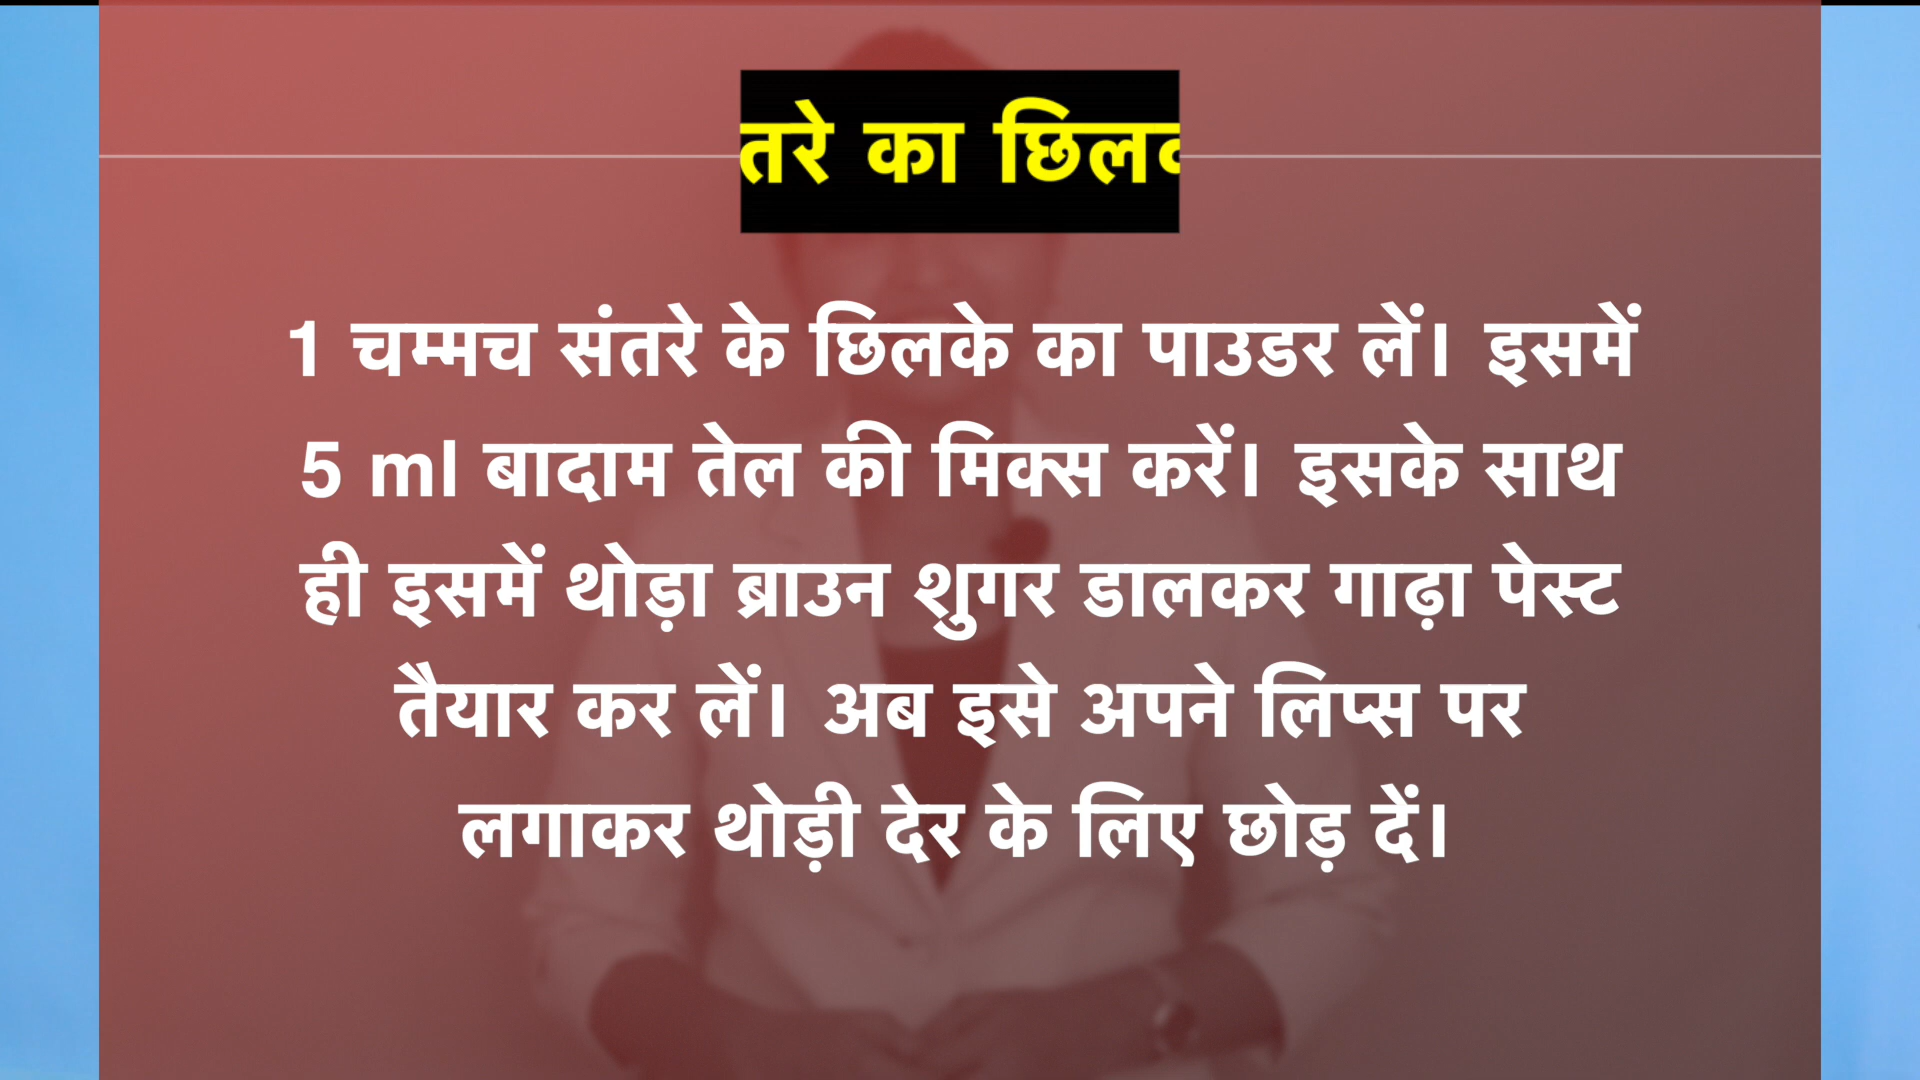 तरे का छिल
1 चम्मच संतरे के छिलके का पाउडर लें। इसमें
5 ml बादाम तेल की मिक्स करें। इसके साथ
ही इसमें थोड़ा ब्राउन शुगर डालकर गाढ़ा पेस्ट
तैयार कर लें। अब इसे अपने लिप्स पर
लगाकर थोड़ी देर के लिए छोड़ दें।